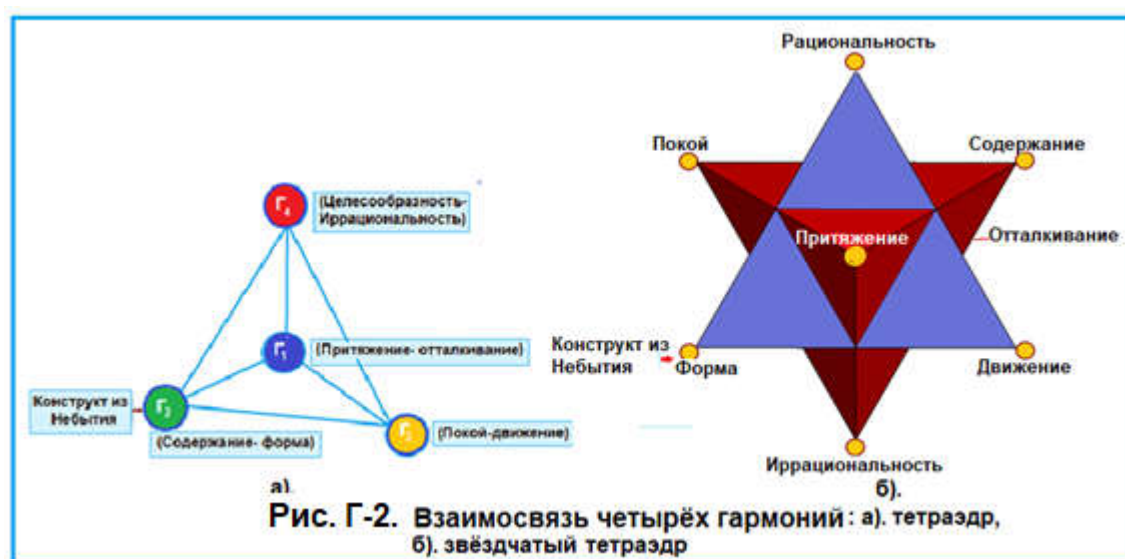 Г₄
(Целесообразность-
Иррациональность)
Г₁
(Притяжение- отталкивание)
Конструкт из
Небытия
Г₃
(Содержание- форма)
(Покой-движение)
а).
Рациональность
Покой
Содержание
Притяжение
Отталкивание
Конструкт из
Небытия
Форма
Движение
Иррациональность
б).
Рис. Г-2. Взаимосвязь четырёх гармоний: а). тетраэдр,
б). звёздчатый тетраэдр